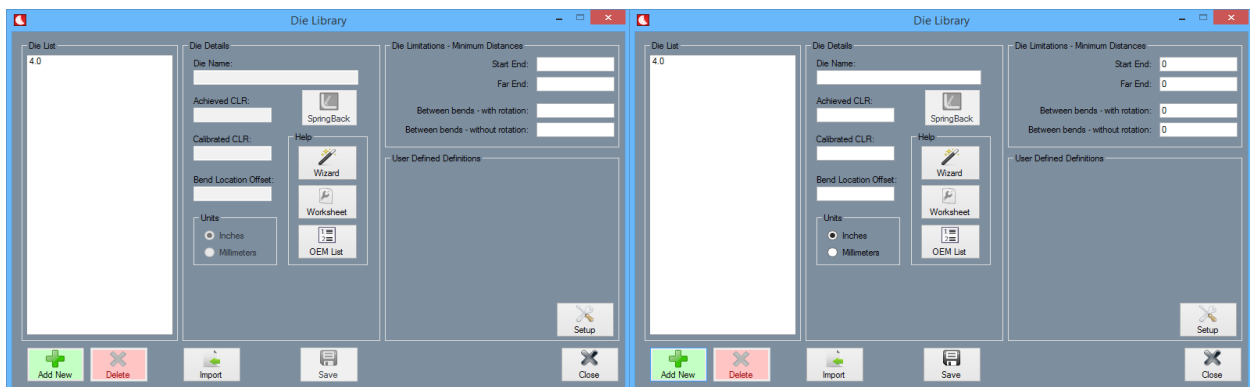 Die Library
Die List
4.0
Die Details
Die Name:
Achieved CLR:
SpringBack
Calibrated CLR:
Help
Wizard
Bend Location Offset:
Worksheet
Units
Inches
Millimeters
1
2
OEM List
Die Limitations - Minimum Distances
Start End:
Far End:
Between bends - with rotation:
Between bends - without rotation:
User Defined Definitions
Setup
Add New
Delete
Import
Save
Close
Die Library
Die List
4.0
Die Details
Die Name:
Achieved CLR:
SpringBack
Calibrated CLR:
Help
Wizard
Bend Location Offset:
Worksheet
Units
Inches
Millimeters
1
2
OEM List
Die Limitations - Minimum Distances
Start End: 0
Far End: 0
Between bends - with rotation: 0
Between bends - without rotation: 0
User Defined Definitions
Setup
Add New
Delete
Import
Save
Close